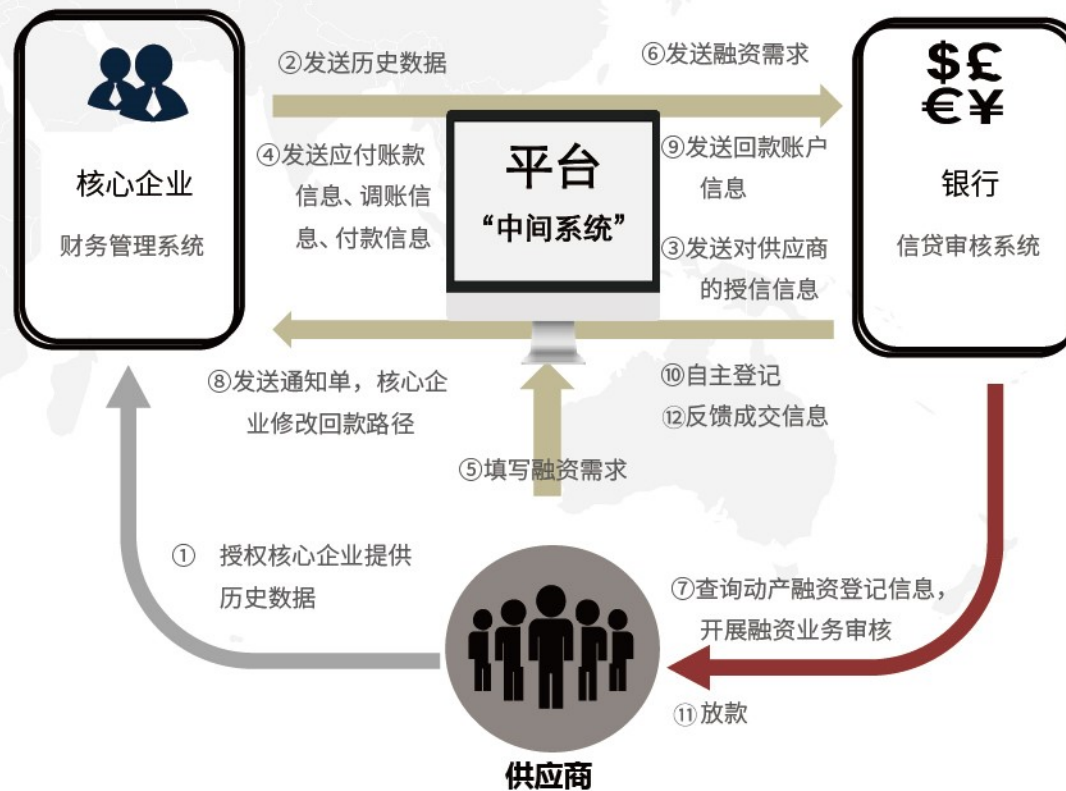 ②发送历史数据
⑥发送融资需求
核心企业
财务管理系统
④发送应付账款
信息、调账信
息、付款信息
平台
“中间系统”
⑨发送回款账户
信息
③发送对供应商
的授信信息
$£
€¥
银行
信贷审核系统
⑧发送通知单，核心企
业修改回款路径
⑩自主登记
⑫反馈成交信息
⑤填写融资需求
① 授权核心企业提供
历史数据
⑦查询动产融资登记信息，
开展融资业务审核
⑪放款
供应商